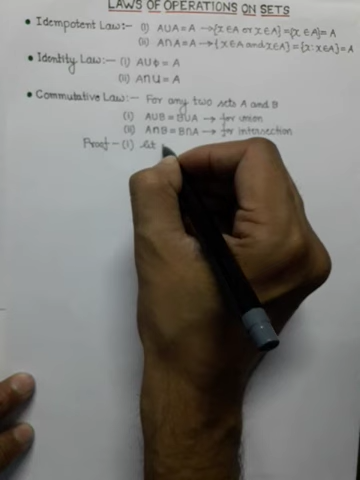 LAWS OF OPERATIONS ON SETS
• Idempotent Law:- (i) A∪A = A → {x∈A or x∈A} = {x∈A} = A
(ii) A∩A = A → {x∈A and x∈A} = {x: x∈A} = A
• Identity Law:- (i) A∪ϕ = A
(ii) A∩U = A
• Commutative Law:- For any two sets A and B
(i) A∪B = B∪A → for union
(ii) A∩B = B∩A → for intersection
Proof - (i) let